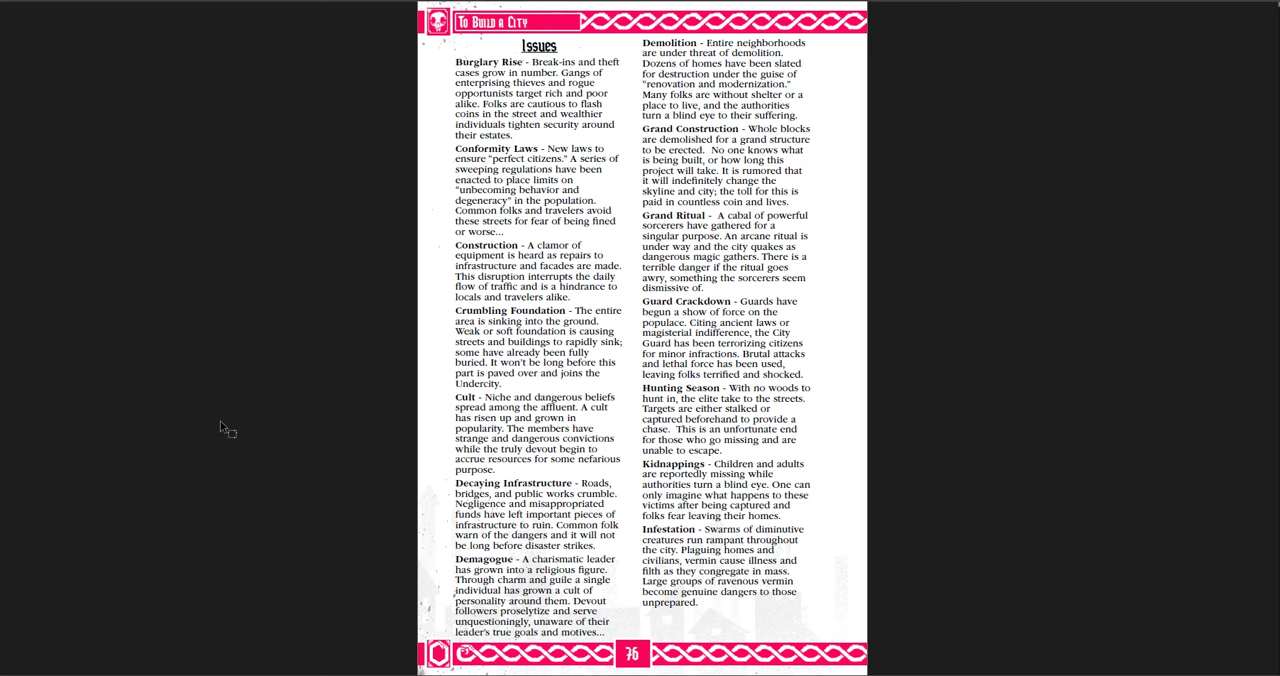 To Build a City
Issues
Burglary Rise - Break-ins and theft
cases grow in number. Gangs of
enterprising thieves and rogue
opportunists target rich and poor
alike. Folks are cautious to flash
coins in the street and wealthier
individuals tighten security around
their estates.
Conformity Laws - New laws to
ensure "perfect citizens." A series of
sweeping regulations have been
enacted to place limits on
"unbecoming behavior and
degeneracy" in the population.
Common folks and travelers avoid
these streets for fear of being fined
or worse...
Construction - A clamor of
equipment is heard as repairs to
infrastructure and facades are made.
This disruption interrupts the daily
flow of traffic and is a hindrance to
locals and travelers alike.
Crumbling Foundation - The entire
area is sinking into the ground.
Weak or soft foundation is causing
streets and buildings to rapidly sink;
some have already been fully
buried. It won't be long before this
part is paved over and joins the
Undercity.
Cult - Niche and dangerous beliefs
spread among the affluent. A cult
has risen up and grown in
popularity. The members have
strange and dangerous convictions
while the truly devout begin to
accrue resources for some nefarious
purpose.
Decaying Infrastructure - Roads,
bridges, and public works crumble.
Negligence and misappropriated
funds have left important pieces of
infrastructure to ruin. Common folk
warn of the dangers and it will not
be long before disaster strikes.
Demagogue - A charismatic leader
has grown into a religious figure.
Through charm and guile a single
individual has grown a cult of
personality around them. Devout
followers proselytize and serve
unquestioningly, unaware of their
leader's true goals and motives...
Demolition - Entire neighborhoods
are under threat of demolition.
Dozens of homes have been slated
for destruction under the guise of
"renovation and modernization."
Many folks are without shelter or a
place to live, and the authorities
turn a blind eye to their suffering.
Grand Construction - Whole blocks
are demolished for a grand structure
to be erected. No one knows what
is being built, or how long this
project will take. It is rumored that
it will indefinitely change the
skyline and city; the toll for this is
paid in countless coin and lives.
Grand Ritual - A cabal of powerful
sorcerers have gathered for a
singular purpose. An arcane ritual is
under way and the city quakes as
dangerous magic gathers. There is a
terrible danger if the ritual goes
awry, something the sorcerers seem
dismissive of.
Guard Crackdown - Guards have
begun a show of force on the
populace. Citing ancient laws or
magisterial indifference, the City
Guard has been terrorizing citizens
for minor infractions. Brutal attacks
and lethal force has been used,
leaving folks terrified and shocked.
Hunting Season - With no woods to
hunt in, the elite take to the streets.
Targets are either stalked or
captured beforehand to provide a
chase. This is an unfortunate end
for those who go missing and are
unable to escape.
Kidnappings - Children and adults
are reportedly missing while
authorities turn a blind eye. One can
only imagine what happens to these
victims after being captured and
folks fear leaving their homes.
Infestation - Swarms of diminutive
creatures run rampant throughout
the city. Plaguing homes and
civilians, vermin cause illness and
filth as they congregate in mass.
Large groups of ravenous vermin
become genuine dangers to those
unprepared.
76